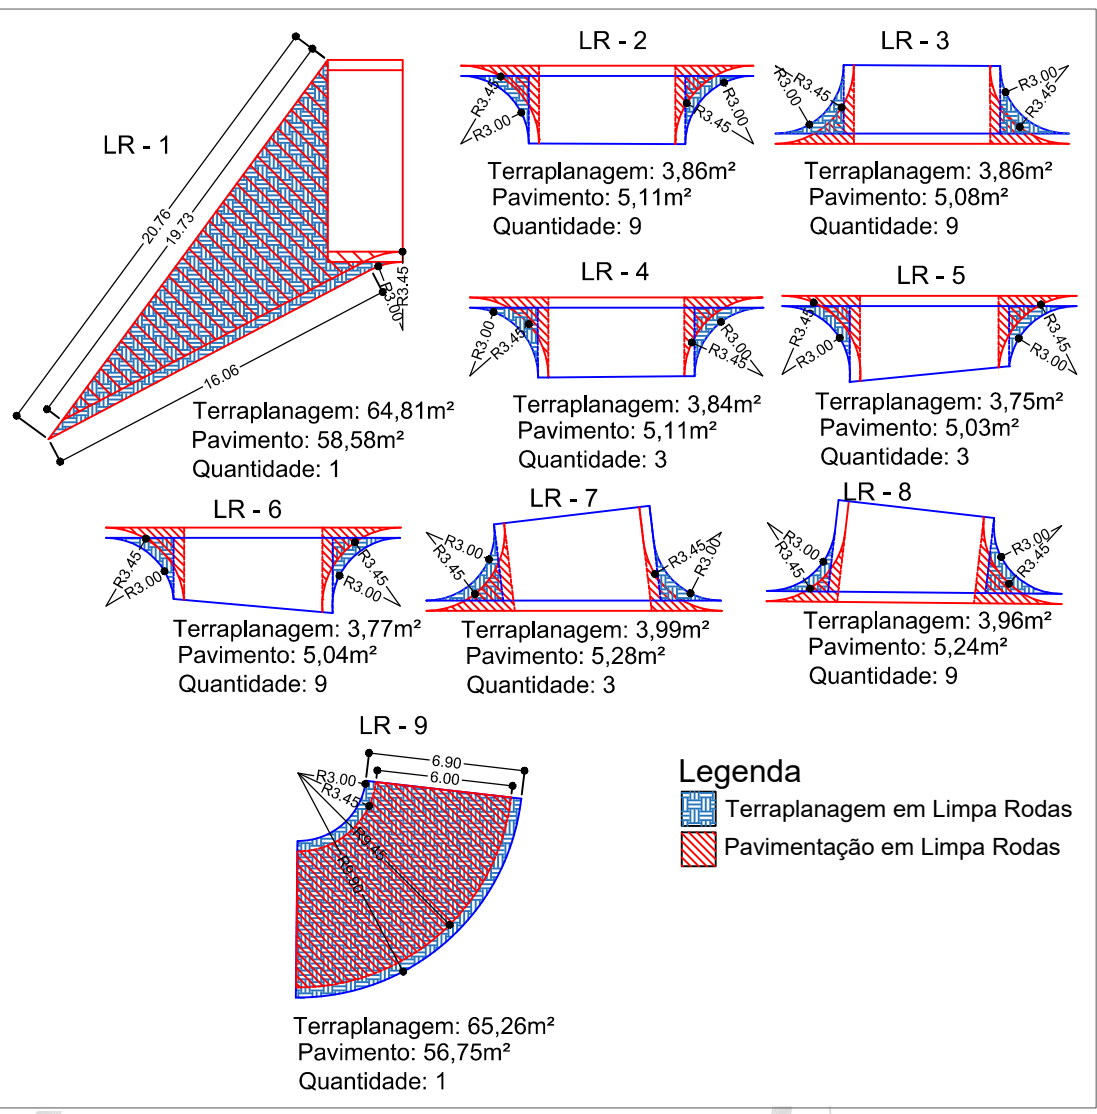 LR - 1
20.76
19.73
16.06
R3.00
R3.45
Terraplanagem: 64,81m²
Pavimento: 58,58m²
Quantidade: 1
LR - 2
R3.45
R3.00
R3.45
R3.00
Terraplanagem: 3,86m²
Pavimento: 5,11m²
Quantidade: 9
LR - 3
R3.00
R3.45
R3.00
R3.45
Terraplanagem: 3,86m²
Pavimento: 5,08m²
Quantidade: 9
LR - 4
R3.00
R3.45
R3.00
R3.45
Terraplanagem: 3,84m²
Pavimento: 5,11m²
Quantidade: 3
LR - 5
R3.45
R3.00
R3.45
R3.00
Terraplanagem: 3,75m²
Pavimento: 5,03m²
Quantidade: 3
LR - 6
R3.45
R3.00
R3.45
R3.00
Terraplanagem: 3,77m²
Pavimento: 5,04m²
Quantidade: 9
LR - 7
R3.00
R3.45
R3.45
R3.00
Terraplanagem: 3,99m²
Pavimento: 5,28m²
Quantidade: 3
LR - 8
R3.00
R3.45
R3.00
R3.45
Terraplanagem: 3,96m²
Pavimento: 5,24m²
Quantidade: 9
LR - 9
6.90
6.00
R3.00
R3.45
R9.45
R9.90
Terraplanagem: 65,26m²
Pavimento: 56,75m²
Quantidade: 1
Legenda
Terraplanagem em Limpa Rodas
Pavimentação em Limpa Rodas